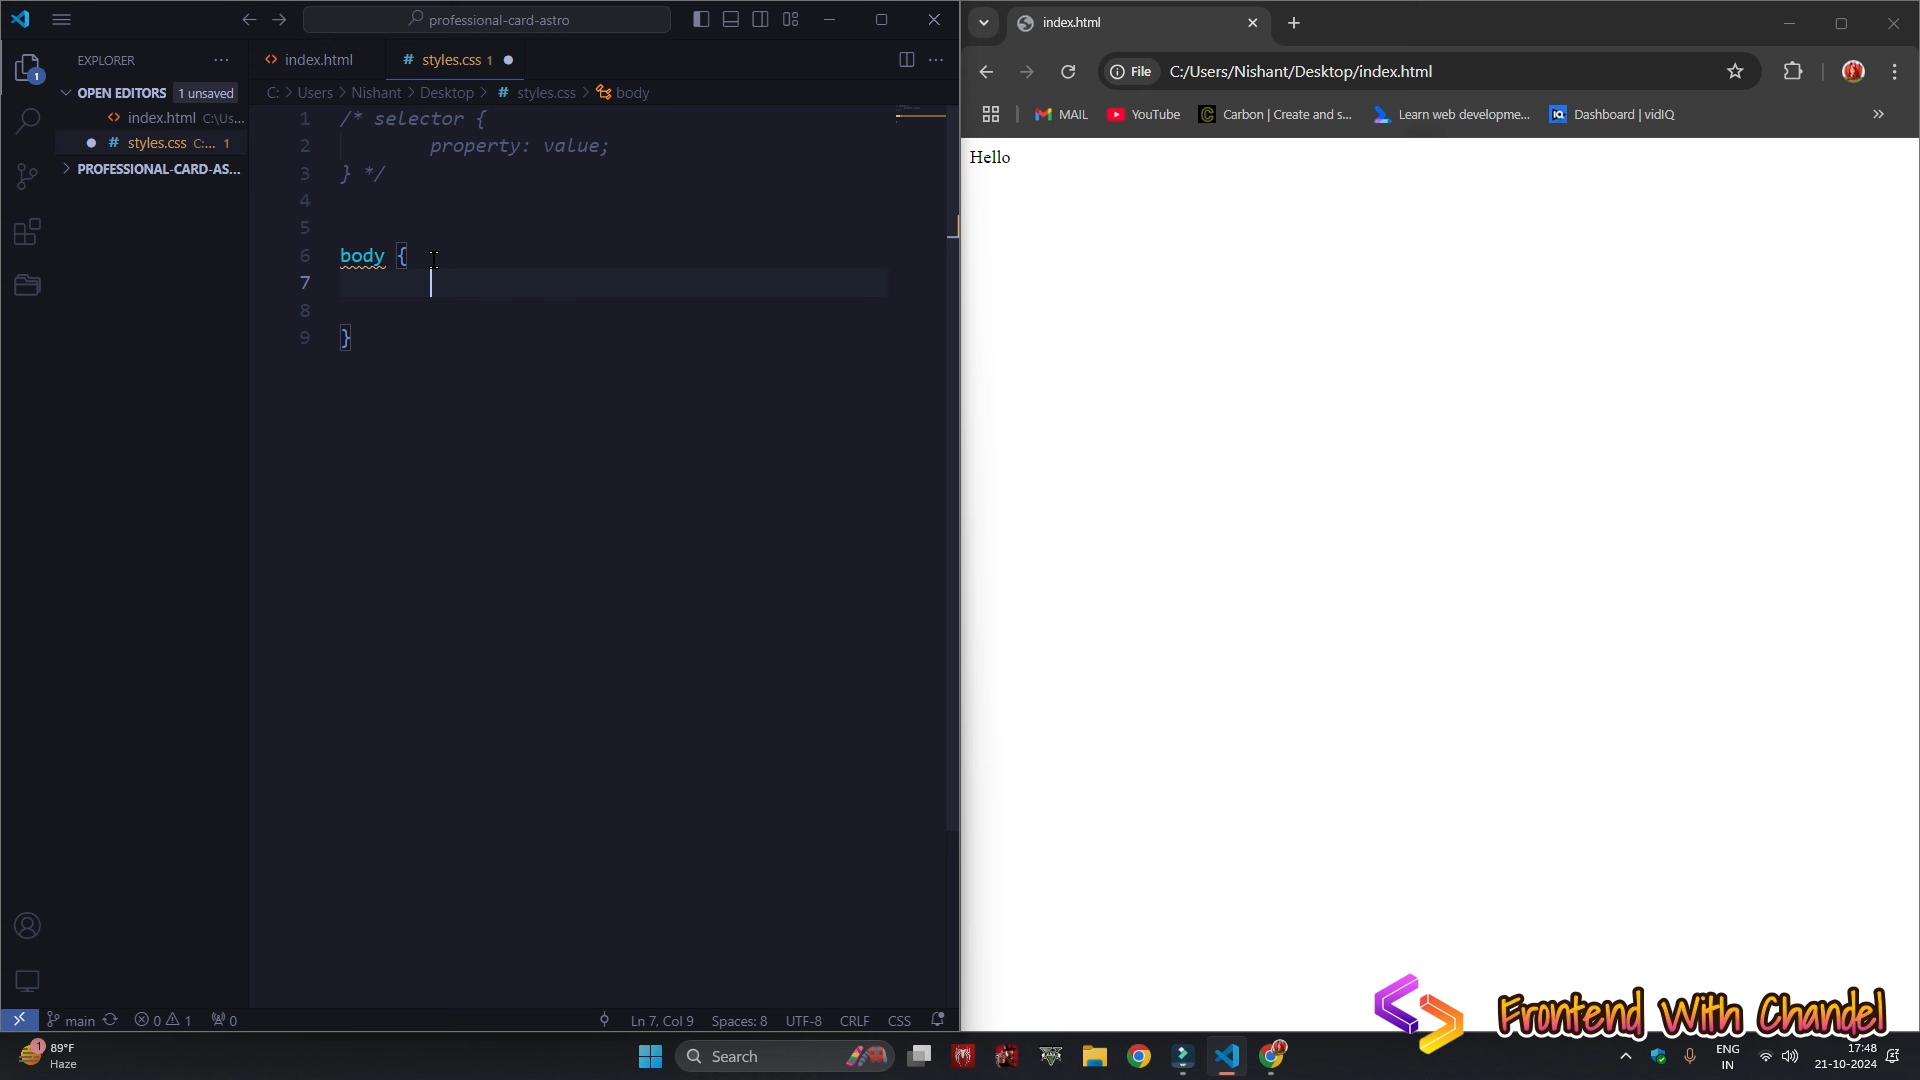 professional-card-astro
EXPLORER
OPEN EDITORS 1 unsaved
index.html C:\Us...
styles.css C:... 1
PROFESSIONAL-CARD-AS...
index.html
styles.css 1
C: > Users > Nishant > Desktop > # styles.css > body
1 /* selector {
2 property: value;
3 } */
4
5
6 body {
7
8
9 }
main
0 1
0
Ln 7, Col 9
Spaces: 8
UTF-8
CRLF
CSS
index.html
File C:/Users/Nishant/Desktop/index.html
MAIL
YouTube
Carbon | Create and s...
Learn web developme...
Dashboard | vidIQ
Hello
Frontend With Chandel
89°F
Haze
Search
ENG
IN
17:48
21-10-2024